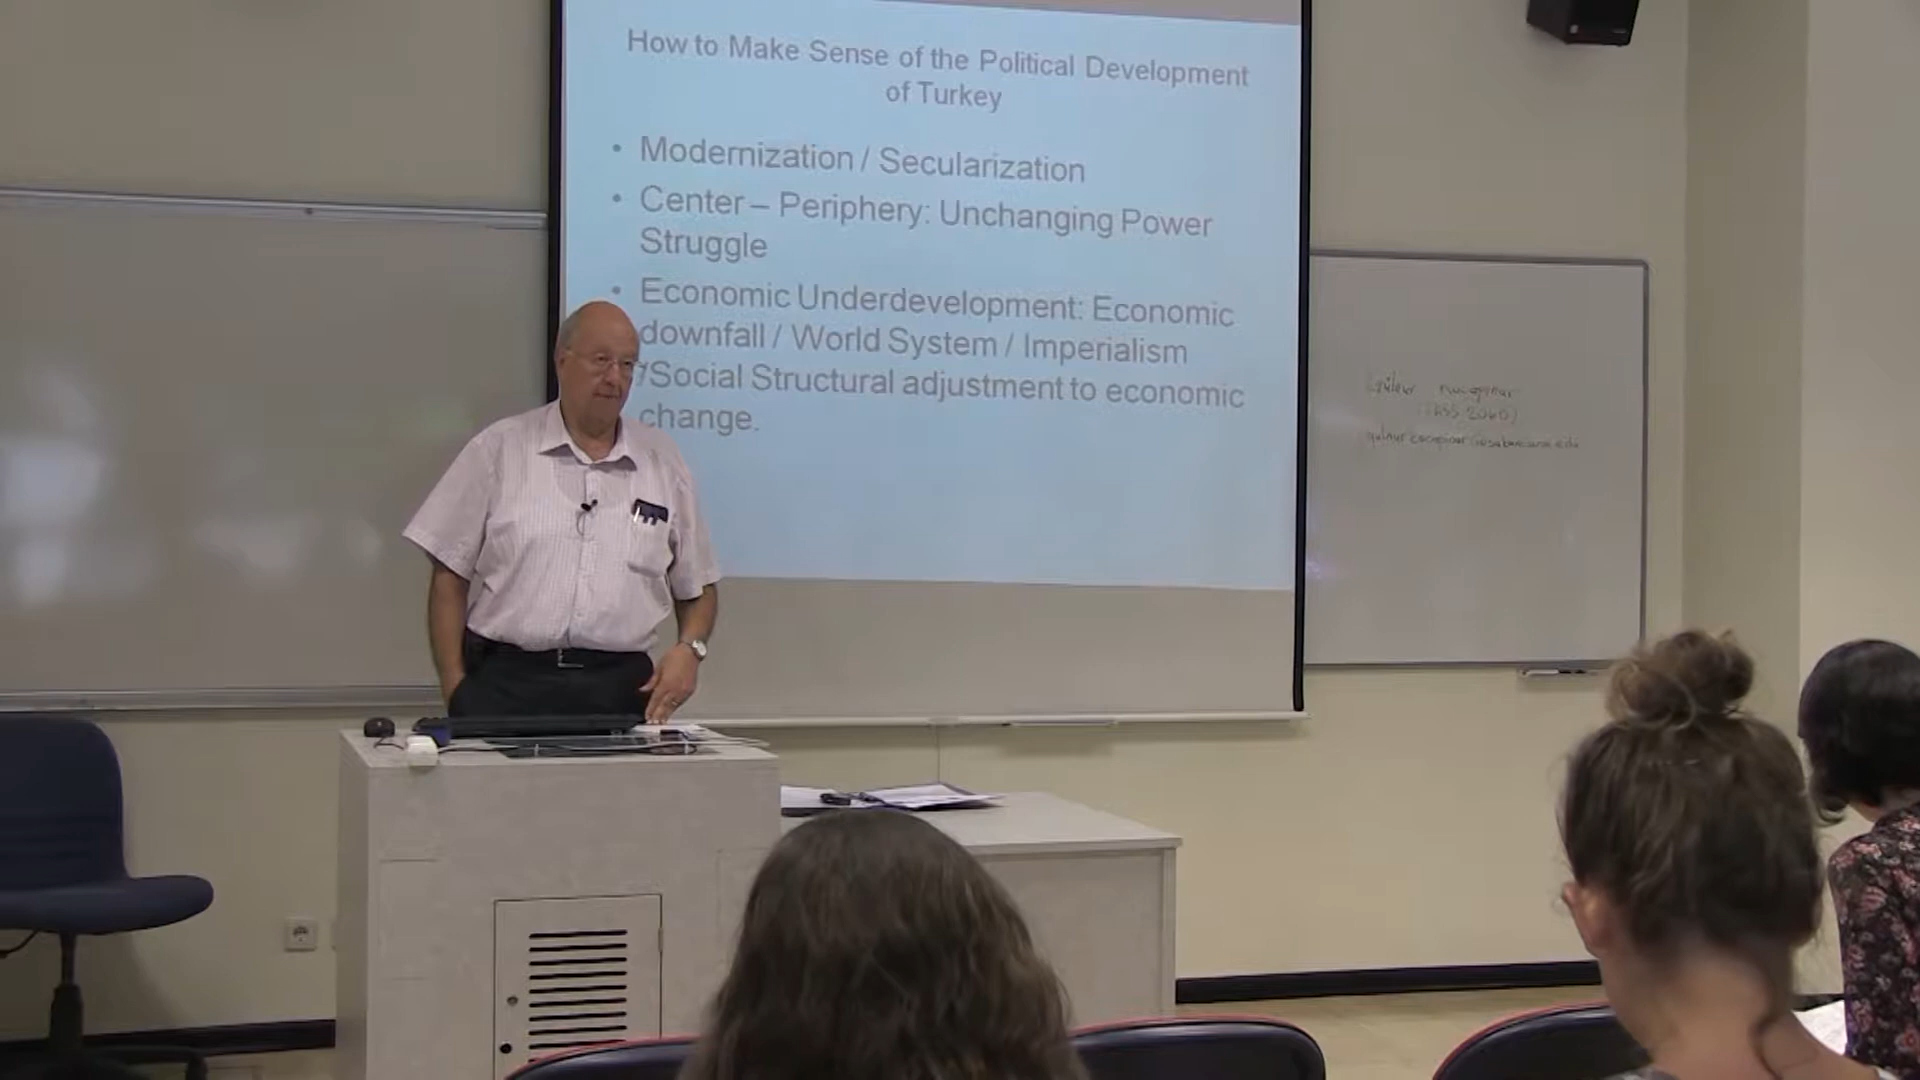 How to Make Sense of the Political Development
of Turkey
• Modernization / Secularization
• Center – Periphery: Unchanging Power
Struggle
• Economic Underdevelopment: Economic
downfall / World System / Imperialism
/Social Structural adjustment to economic
change.